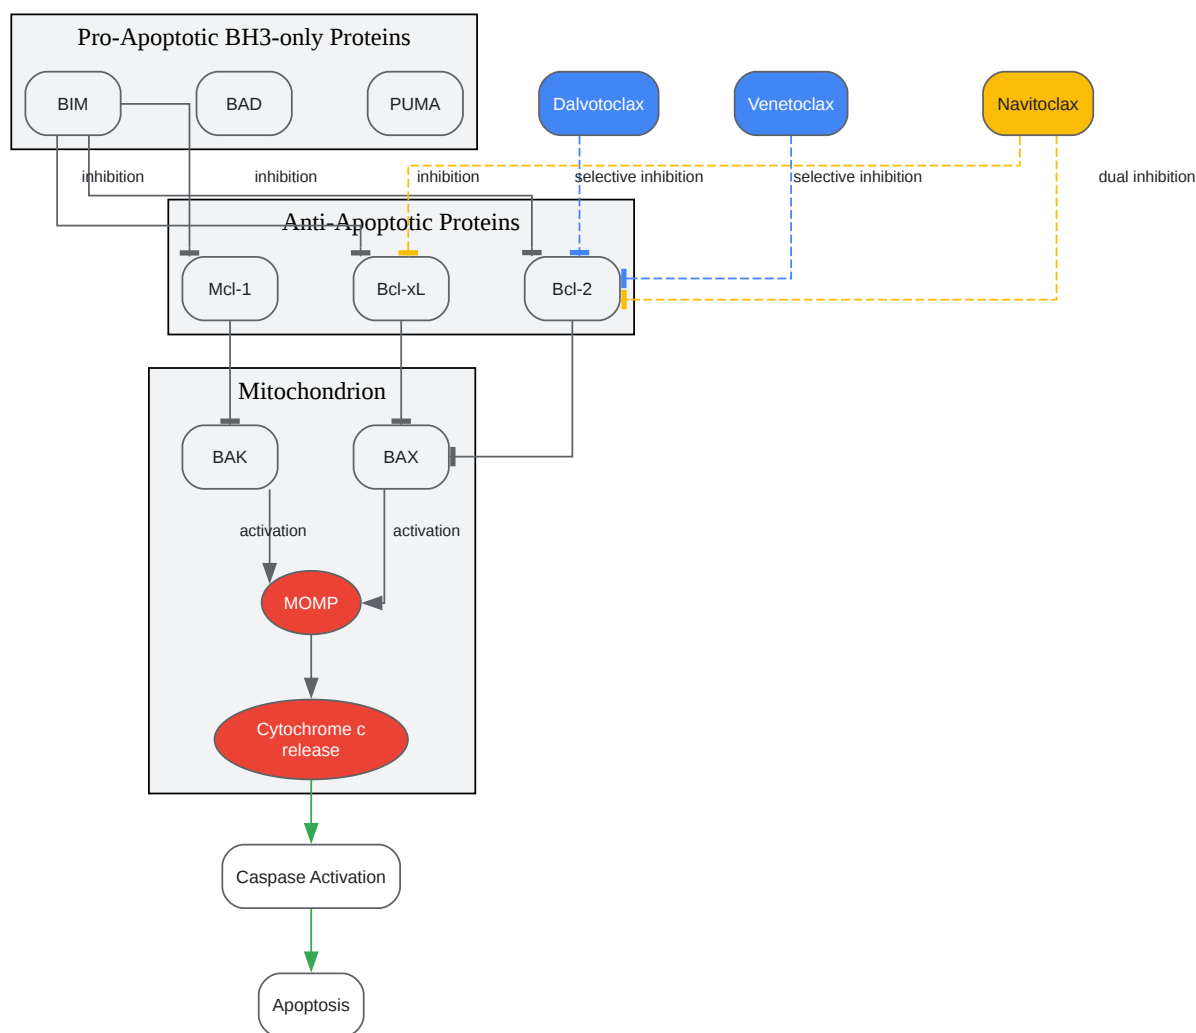 Pro-Apoptotic BH3-only Proteins
BIM
BAD
PUMA
Dalvotoclax
Venetoclax
Navitoclax
inhibition
inhibition
inhibition
selective inhibition
selective inhibition
dual inhibition
Anti-Apoptotic Proteins
Mcl-1
Bcl-xL
Bcl-2
Mitochondrion
BAK
BAX
activation
activation
MOMP
Cytochrome c
release
Caspase Activation
Apoptosis